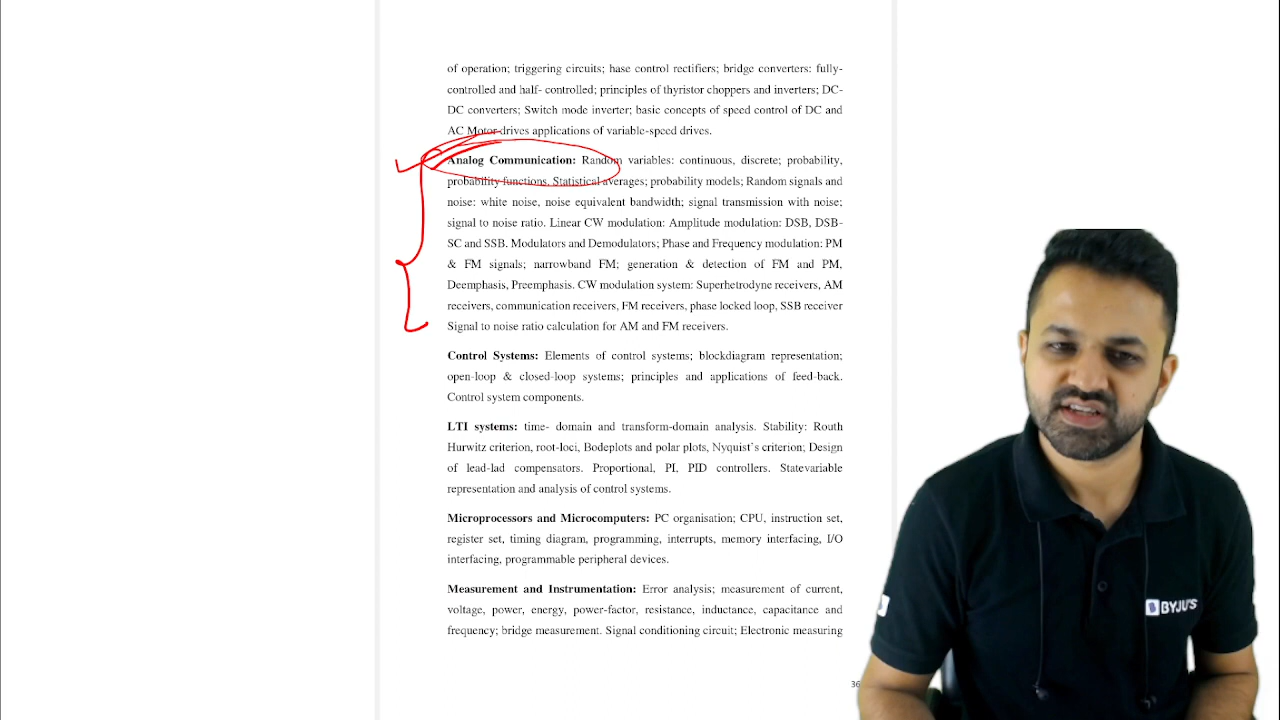 of operation; triggering circuits; hase control rectifiers; bridge converters: fully-
controlled and half- controlled; principles of thyristor choppers and inverters; DC-
DC converters; Switch mode inverter; basic concepts of speed control of DC and
AC Motor drives applications of variable-speed drives.
Analog Communication: Random variables: continuous, discrete; probability,
probability functions. Statistical averages; probability models; Random signals and
noise: white noise, noise equivalent bandwidth; signal transmission with noise;
signal to noise ratio. Linear CW modulation: Amplitude modulation: DSB, DSB-
SC and SSB. Modulators and Demodulators; Phase and Frequency modulation: PM
& FM signals; narrowband FM; generation & detection of FM and PM,
Deemphasis, Preemphasis. CW modulation system: Superhetrodyne receivers, AM
receivers, communication receivers, FM receivers, phase locked loop, SSB receiver
Signal to noise ratio calculation for AM and FM receivers.
Control Systems: Elements of control systems; blockdiagram representation;
open-loop & closed-loop systems; principles and applications of feed-back.
Control system components.
LTI systems: time- domain and transform-domain analysis. Stability: Routh
Hurwitz criterion, root-loci, Bodeplots and polar plots, Nyquist's criterion; Design
of lead-lad compensators. Proportional, PI, PID controllers. Statevariable
representation and analysis of control systems.
Microprocessors and Microcomputers: PC organisation; CPU, instruction set,
register set, timing diagram, programming, interrupts, memory interfacing, I/O
interfacing, programmable peripheral devices.
Measurement and Instrumentation: Error analysis; measurement of current,
voltage, power, energy, power-factor, resistance, inductance, capacitance and
frequency; bridge measurement. Signal conditioning circuit; Electronic measuring
36
BYJU'S